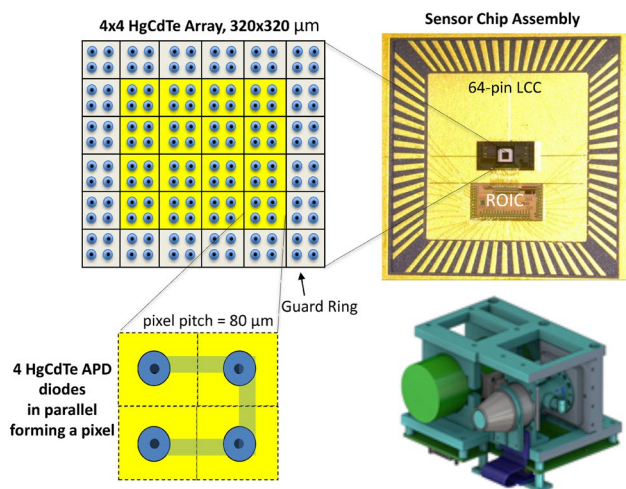 4x4 HgCdTe Array, 320x320 μm
Sensor Chip Assembly
64-pin LCC
ROIC
Guard Ring
pixel pitch = 80 μm
4 HgCdTe APD
diodes
in parallel
forming a pixel